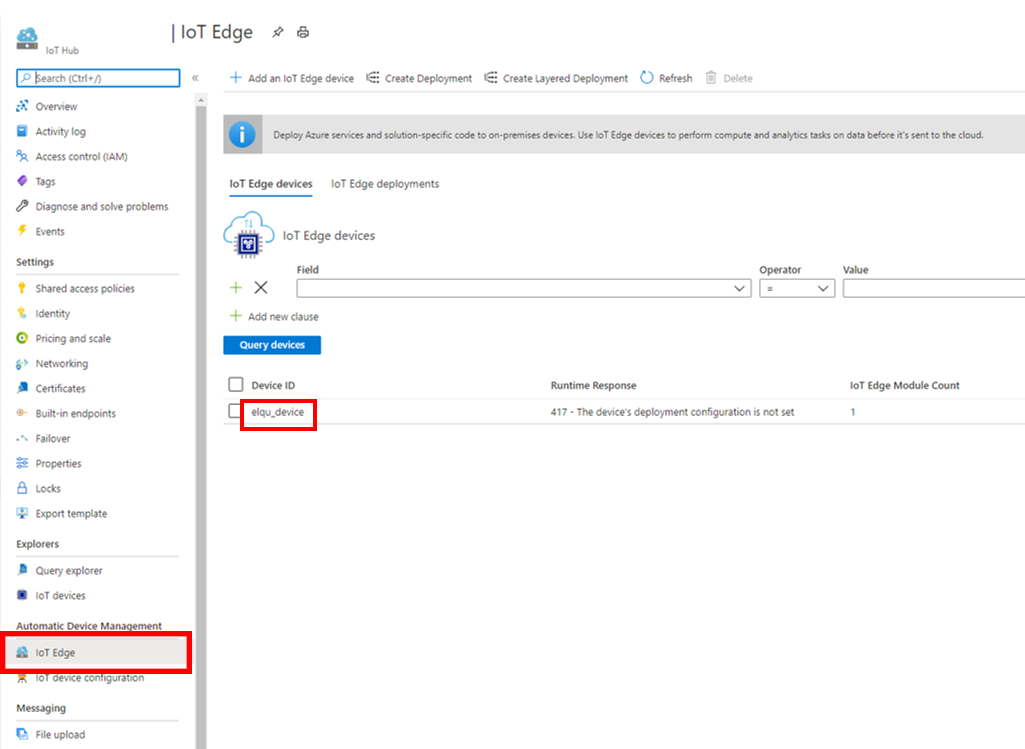 | IoT Edge
IoT Hub
Search (Ctrl+/)
«
Overview
Activity log
Access control (IAM)
Tags
Diagnose and solve problems
Events
Settings
Shared access policies
Identity
Pricing and scale
Networking
Certificates
Built-in endpoints
Failover
Properties
Locks
Export template
Explorers
Query explorer
IoT devices
Automatic Device Management
IoT Edge
IoT device configuration
Messaging
File upload
+ Add an IoT Edge device Create Deployment Create Layered Deployment Refresh Delete
Deploy Azure services and solution-specific code to on-premises devices. Use IoT Edge devices to perform compute and analytics tasks on data before it's sent to the cloud.
IoT Edge devices IoT Edge deployments
IoT Edge devices
Field Operator Value
=
+ Add new clause
Query devices
Device ID Runtime Response IoT Edge Module Count
elqu_device 417 - The device's deployment configuration is not set 1